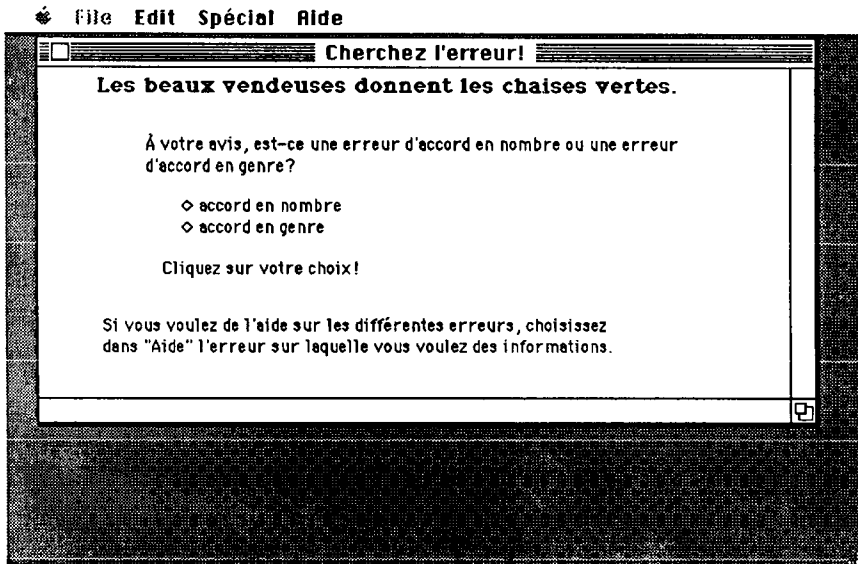 File Edit Spécial Aide
Cherchez l'erreur!
Les beaux vendeuses donnent les chaises vertes.
À votre avis, est-ce une erreur d'accord en nombre ou une erreur
d'accord en genre?
◇ accord en nombre
◇ accord en genre
Cliquez sur votre choix!
Si vous voulez de l'aide sur les différentes erreurs, choisissez
dans "Aide" l'erreur sur laquelle vous voulez des informations.